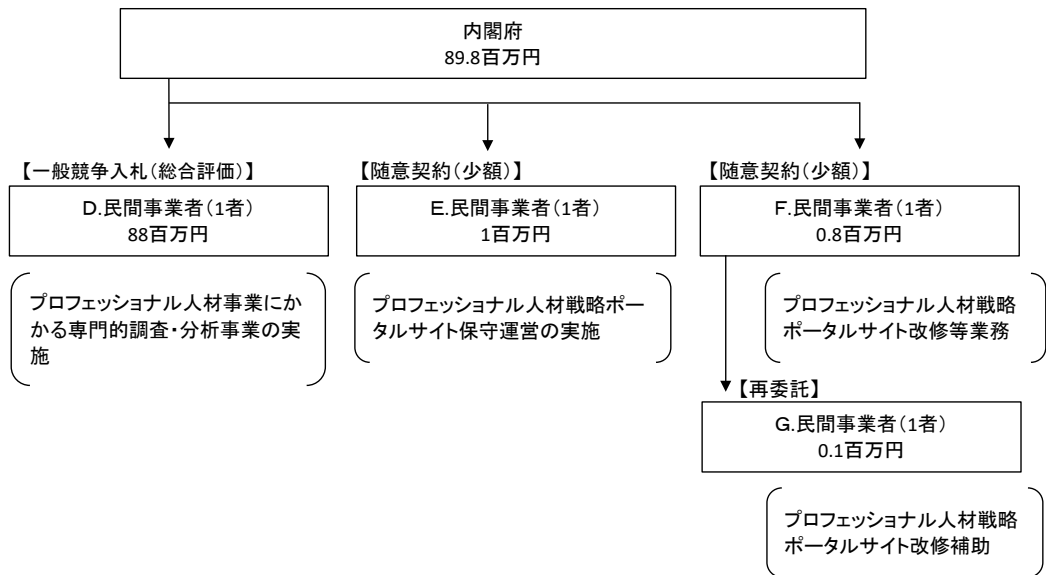 内閣府
89.8百万円
【一般競争入札(総合評価)】
D.民間事業者(1者)
88百万円
プロフェッショナル人材事業にか
かる専門的調査・分析事業の実
施
【随意契約(少額)】
E.民間事業者(1者)
1百万円
プロフェッショナル人材戦略ポー
タルサイト保守運営の実施
【随意契約(少額)】
F.民間事業者(1者)
0.8百万円
プロフェッショナル人材戦略
ポータルサイト改修等業務
【再委託】
G.民間事業者(1者)
0.1百万円
プロフェッショナル人材戦略
ポータルサイト改修補助